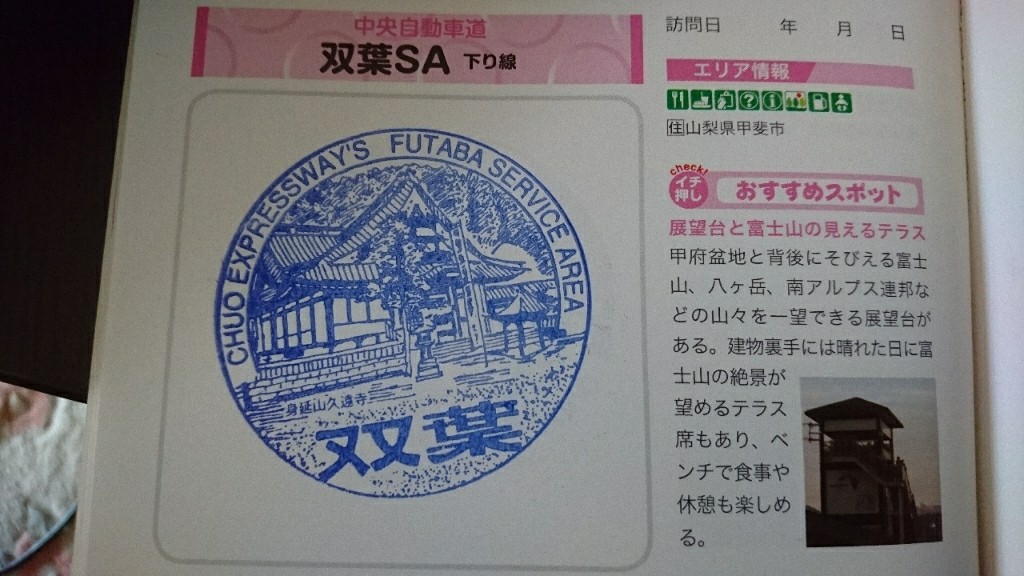 中央自動車道
双葉SA 下り線
CHUO EXPRESSWAY'S FUTABA SERVICE AREA
身延山久遠寺
双葉
訪問日 年 月 日
エリア情報
住山梨県甲斐市
check!
イチ
押し
おすすめスポット
展望台と富士山の見えるテラス
甲府盆地と背後にそびえる富士
山、八ヶ岳、南アルプス連邦な
どの山々を一望できる展望台が
ある。建物裏手には晴れた日に富
士山の絶景が
望めるテラス
席もあり、ベ
ンチで食事や
休憩も楽しめ
る。